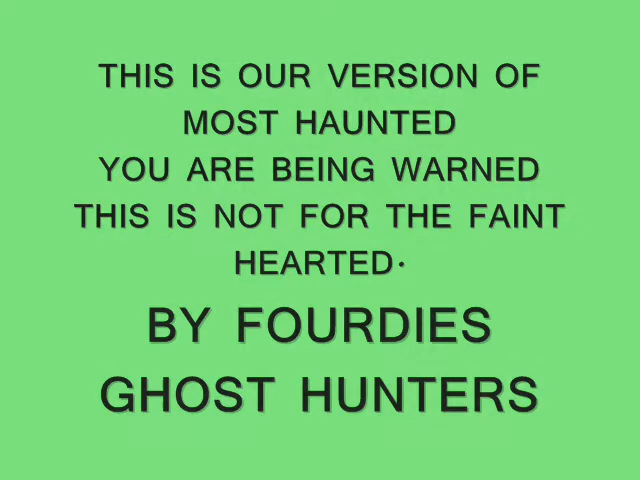 THIS IS OUR VERSION OF
MOST HAUNTED
YOU ARE BEING WARNED
THIS IS NOT FOR THE FAINT
HEARTED.
BY FOURDIES
GHOST HUNTERS